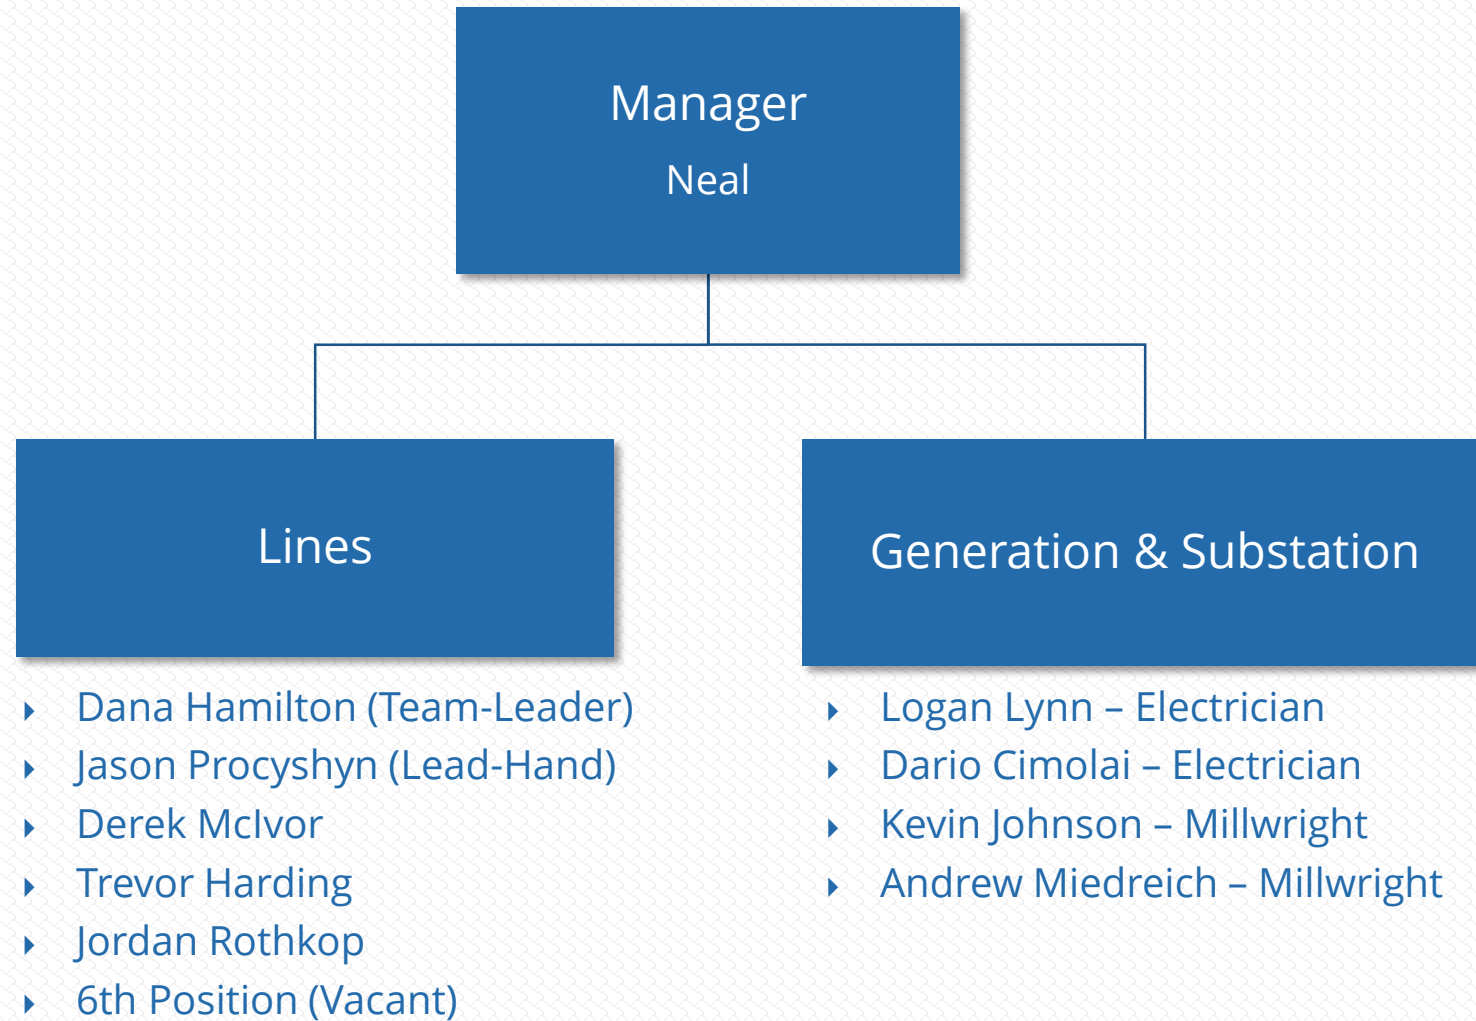 Manager
Neal
Lines
Generation & Substation
Dana Hamilton (Team-Leader)
Jason Procyshyn (Lead-Hand)
Derek McIvor
Trevor Harding
Jordan Rothkop
6th Position (Vacant)
Logan Lynn – Electrician
Dario Cimolai – Electrician
Kevin Johnson – Millwright
Andrew Miedreich – Millwright